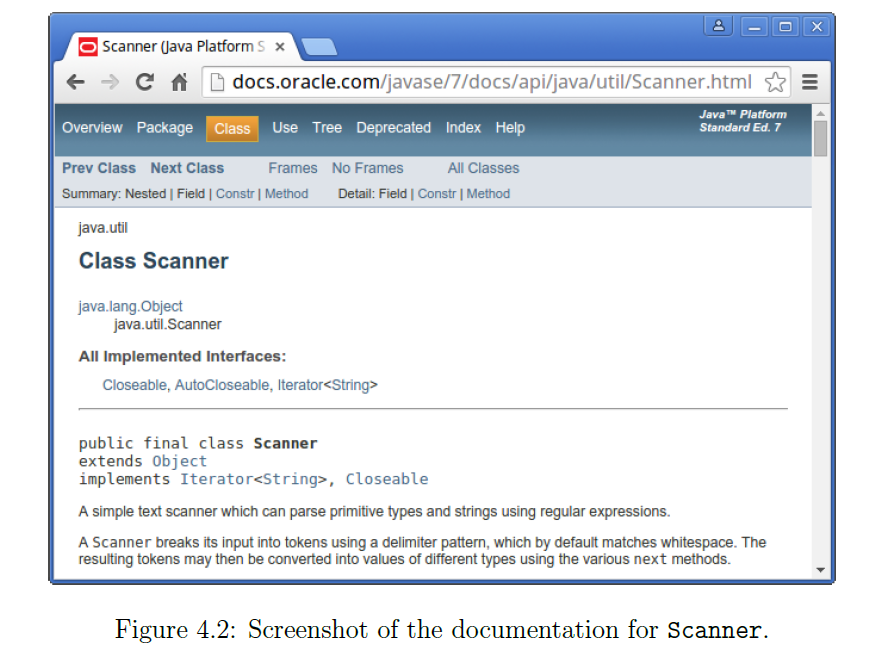 Scanner (Java Platform S
docs.oracle.com/javase/7/docs/api/java/util/Scanner.html
Overview Package Class Use Tree Deprecated Index Help
Java™ Platform
Standard Ed. 7
Prev Class Next Class Frames No Frames All Classes
Summary: Nested | Field | Constr | Method Detail: Field | Constr | Method
java.util
Class Scanner
java.lang.Object
java.util.Scanner
All Implemented Interfaces:
Closeable, AutoCloseable, Iterator<String>
public final class Scanner
extends Object
implements Iterator<String>, Closeable
A simple text scanner which can parse primitive types and strings using regular expressions.
A Scanner breaks its input into tokens using a delimiter pattern, which by default matches whitespace. The
resulting tokens may then be converted into values of different types using the various next methods.
Figure 4.2: Screenshot of the documentation for Scanner.